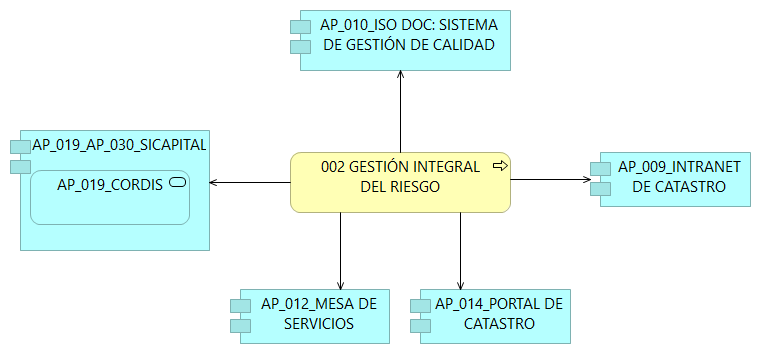 AP_010_ISO DOC: SISTEMA
DE GESTIÓN DE CALIDAD
AP_019_AP_030_SICAPITAL
AP_019_CORDIS
002 GESTIÓN INTEGRAL
DEL RIESGO
AP_009_INTRANET
DE CATASTRO
AP_012_MESA DE
SERVICIOS
AP_014_PORTAL DE
CATASTRO